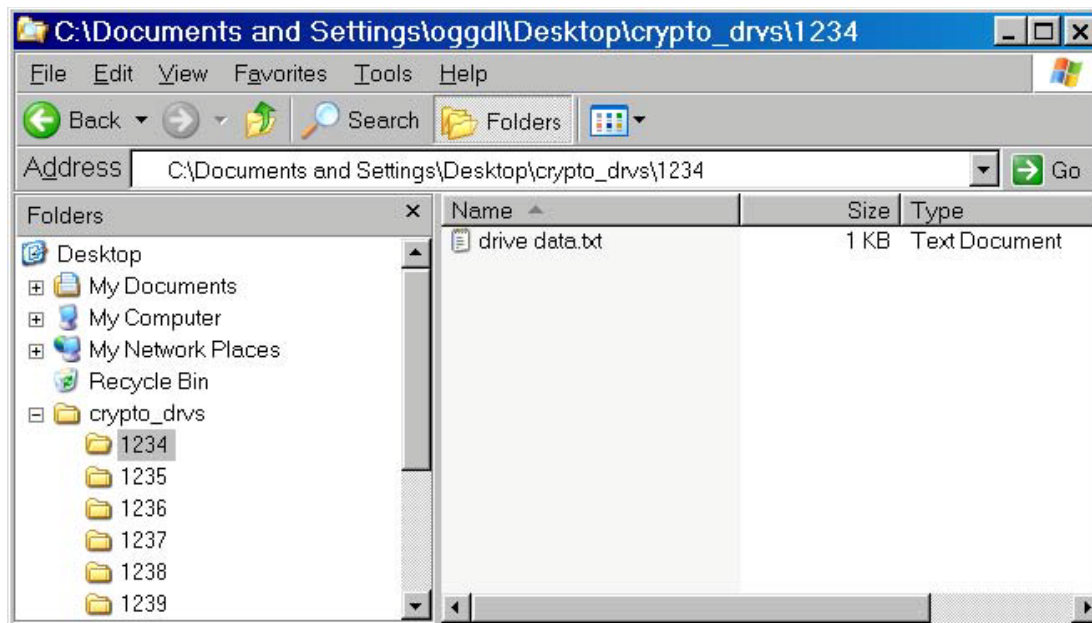 C:\Documents and Settings\oggdl\Desktop\crypto_drvs\1234
File Edit View Favorites Tools Help
Back Search Folders
Address C:\Documents and Settings\Desktop\crypto_drvs\1234 Go
Folders x Name Size Type
Desktop drive data.txt 1 KB Text Document
My Documents
My Computer
My Network Places
Recycle Bin
crypto_drvs
1234
1235
1236
1237
1238
1239